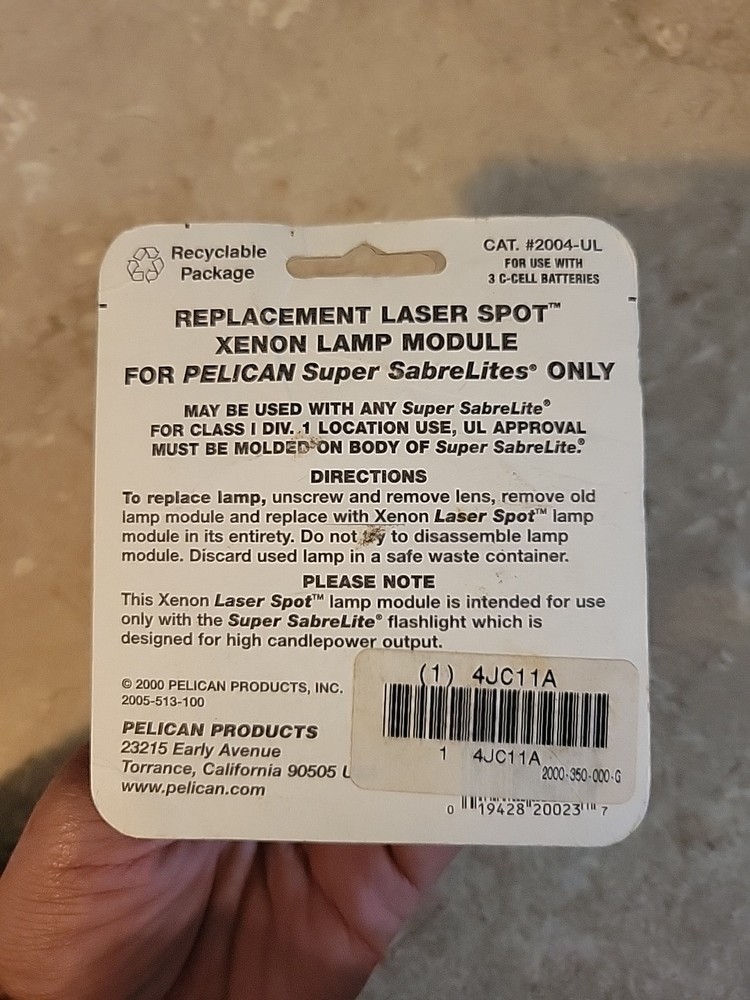 Recyclable
Package
CAT. #2004-UL
FOR USE WITH
3 C-CELL BATTERIES
REPLACEMENT LASER SPOT™
XENON LAMP MODULE
FOR PELICAN Super SabreLites® ONLY
MAY BE USED WITH ANY Super SabreLite®
FOR CLASS I DIV. 1 LOCATION USE, UL APPROVAL
MUST BE MOLDED ON BODY OF Super SabreLite.®
DIRECTIONS
To replace lamp, unscrew and remove lens, remove old
lamp module and replace with Xenon Laser Spot™ lamp
module in its entirety. Do not try to disassemble lamp
module. Discard used lamp in a safe waste container.
PLEASE NOTE
This Xenon Laser Spot™ lamp module is intended for use
only with the Super SabreLite® flashlight which is
designed for high candlepower output.
© 2000 PELICAN PRODUCTS, INC.
2005-513-100
PELICAN PRODUCTS
23215 Early Avenue
Torrance, California 90505 U
www.pelican.com
(1) 4JC11A
1 4JC11A
2000-350-000-G
0 19428 20023 7